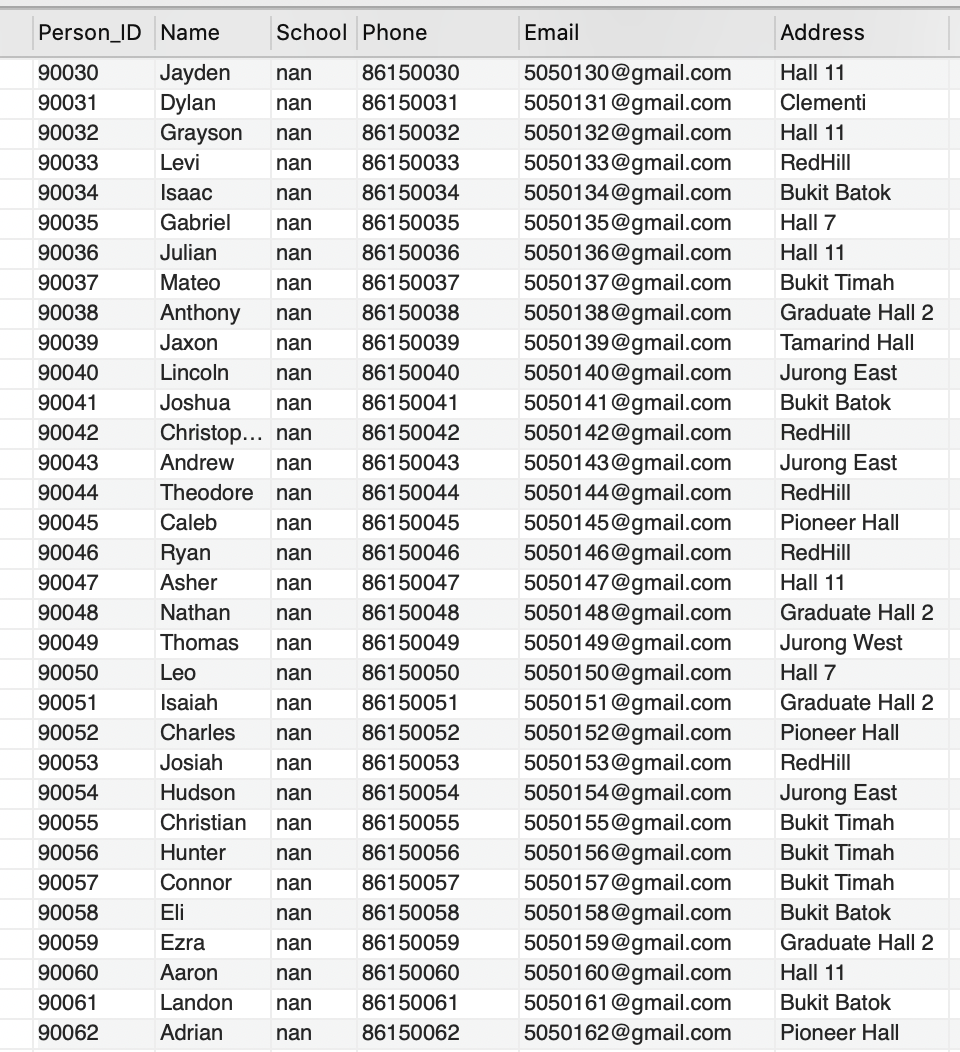 Person_ID Name School Phone Email Address
90030 Jayden nan 86150030 5050130@gmail.com Hall 11
90031 Dylan nan 86150031 5050131@gmail.com Clementi
90032 Grayson nan 86150032 5050132@gmail.com Hall 11
90033 Levi nan 86150033 5050133@gmail.com RedHill
90034 Isaac nan 86150034 5050134@gmail.com Bukit Batok
90035 Gabriel nan 86150035 5050135@gmail.com Hall 7
90036 Julian nan 86150036 5050136@gmail.com Hall 11
90037 Mateo nan 86150037 5050137@gmail.com Bukit Timah
90038 Anthony nan 86150038 5050138@gmail.com Graduate Hall 2
90039 Jaxon nan 86150039 5050139@gmail.com Tamarind Hall
90040 Lincoln nan 86150040 5050140@gmail.com Jurong East
90041 Joshua nan 86150041 5050141@gmail.com Bukit Batok
90042 Christop... nan 86150042 5050142@gmail.com RedHill
90043 Andrew nan 86150043 5050143@gmail.com Jurong East
90044 Theodore nan 86150044 5050144@gmail.com RedHill
90045 Caleb nan 86150045 5050145@gmail.com Pioneer Hall
90046 Ryan nan 86150046 5050146@gmail.com RedHill
90047 Asher nan 86150047 5050147@gmail.com Hall 11
90048 Nathan nan 86150048 5050148@gmail.com Graduate Hall 2
90049 Thomas nan 86150049 5050149@gmail.com Jurong West
90050 Leo nan 86150050 5050150@gmail.com Hall 7
90051 Isaiah nan 86150051 5050151@gmail.com Graduate Hall 2
90052 Charles nan 86150052 5050152@gmail.com Pioneer Hall
90053 Josiah nan 86150053 5050153@gmail.com RedHill
90054 Hudson nan 86150054 5050154@gmail.com Jurong East
90055 Christian nan 86150055 5050155@gmail.com Bukit Timah
90056 Hunter nan 86150056 5050156@gmail.com Bukit Timah
90057 Connor nan 86150057 5050157@gmail.com Bukit Timah
90058 Eli nan 86150058 5050158@gmail.com Bukit Batok
90059 Ezra nan 86150059 5050159@gmail.com Graduate Hall 2
90060 Aaron nan 86150060 5050160@gmail.com Hall 11
90061 Landon nan 86150061 5050161@gmail.com Bukit Batok
90062 Adrian nan 86150062 5050162@gmail.com Pioneer Hall